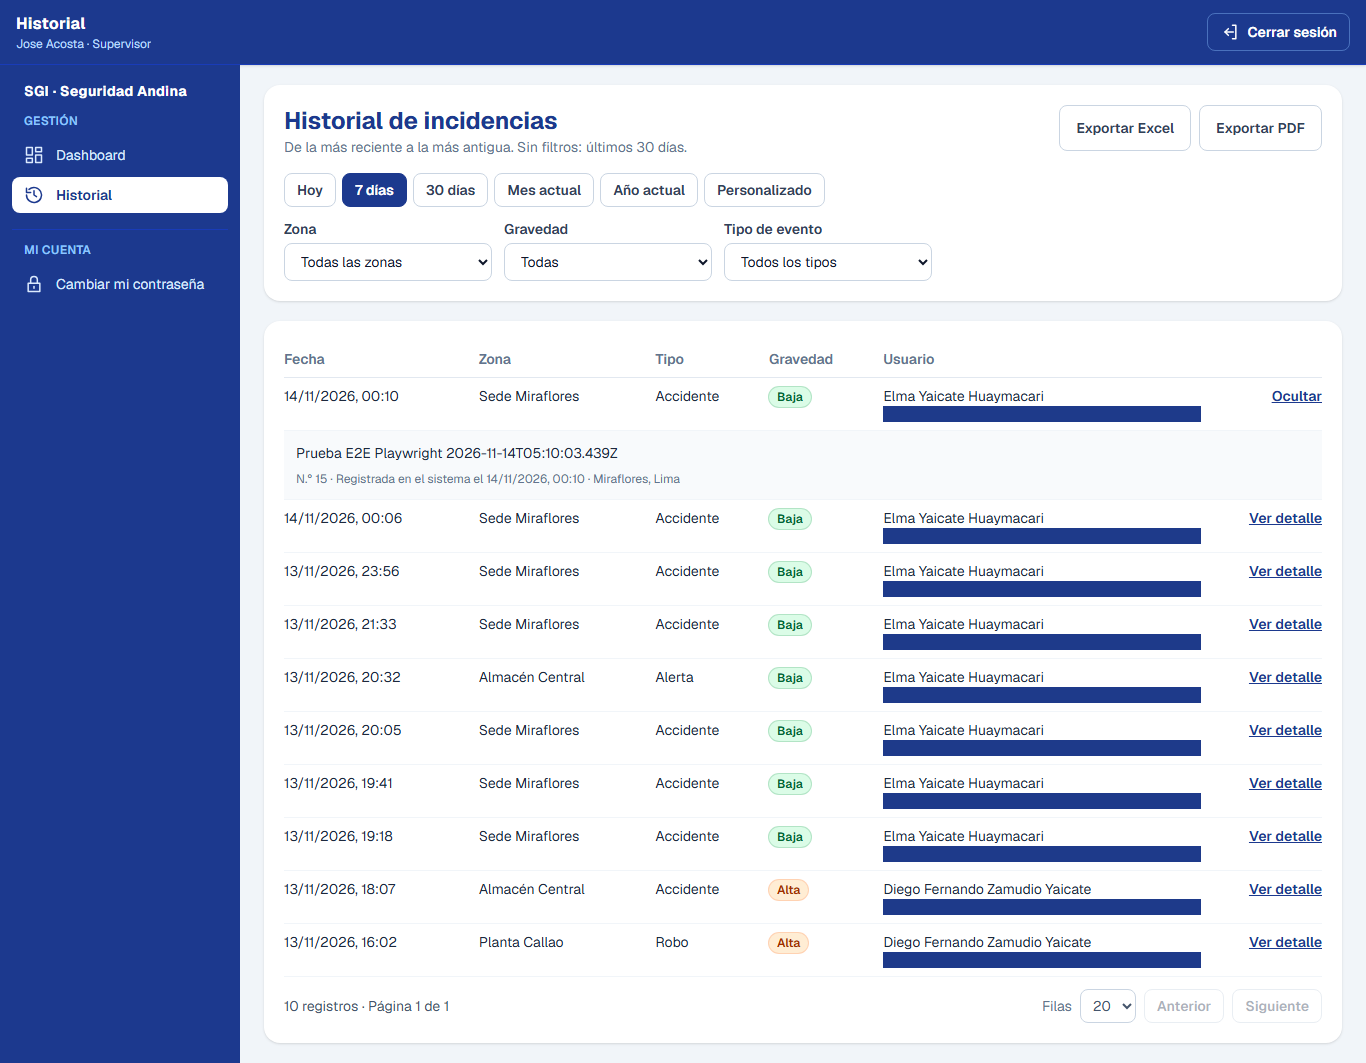 Historial
Jose Acosta · Supervisor
Cerrar sesión
SGI · Seguridad Andina
GESTIÓN
Dashboard
Historial
MI CUENTA
Cambiar mi contraseña
Historial de incidencias
De la más reciente a la más antigua. Sin filtros: últimos 30 días.
Exportar Excel
Exportar PDF
Hoy
7 días
30 días
Mes actual
Año actual
Personalizado
Zona
Gravedad
Tipo de evento
Todas las zonas
Todas
Todos los tipos
Fecha Zona Tipo Gravedad Usuario
14/11/2026, 00:10 Sede Miraflores Accidente Baja Elma Yaicate Huaymacari Ocultar
Prueba E2E Playwright 2026-11-14T05:10:03.439Z
N.º 15 · Registrada en el sistema el 14/11/2026, 00:10 · Miraflores, Lima
14/11/2026, 00:06 Sede Miraflores Accidente Baja Elma Yaicate Huaymacari Ver detalle
13/11/2026, 23:56 Sede Miraflores Accidente Baja Elma Yaicate Huaymacari Ver detalle
13/11/2026, 21:33 Sede Miraflores Accidente Baja Elma Yaicate Huaymacari Ver detalle
13/11/2026, 20:32 Almacén Central Alerta Baja Elma Yaicate Huaymacari Ver detalle
13/11/2026, 20:05 Sede Miraflores Accidente Baja Elma Yaicate Huaymacari Ver detalle
13/11/2026, 19:41 Sede Miraflores Accidente Baja Elma Yaicate Huaymacari Ver detalle
13/11/2026, 19:18 Sede Miraflores Accidente Baja Elma Yaicate Huaymacari Ver detalle
13/11/2026, 18:07 Almacén Central Accidente Alta Diego Fernando Zamudio Yaicate Ver detalle
13/11/2026, 16:02 Planta Callao Robo Alta Diego Fernando Zamudio Yaicate Ver detalle
10 registros · Página 1 de 1
Filas 20 Anterior Siguiente